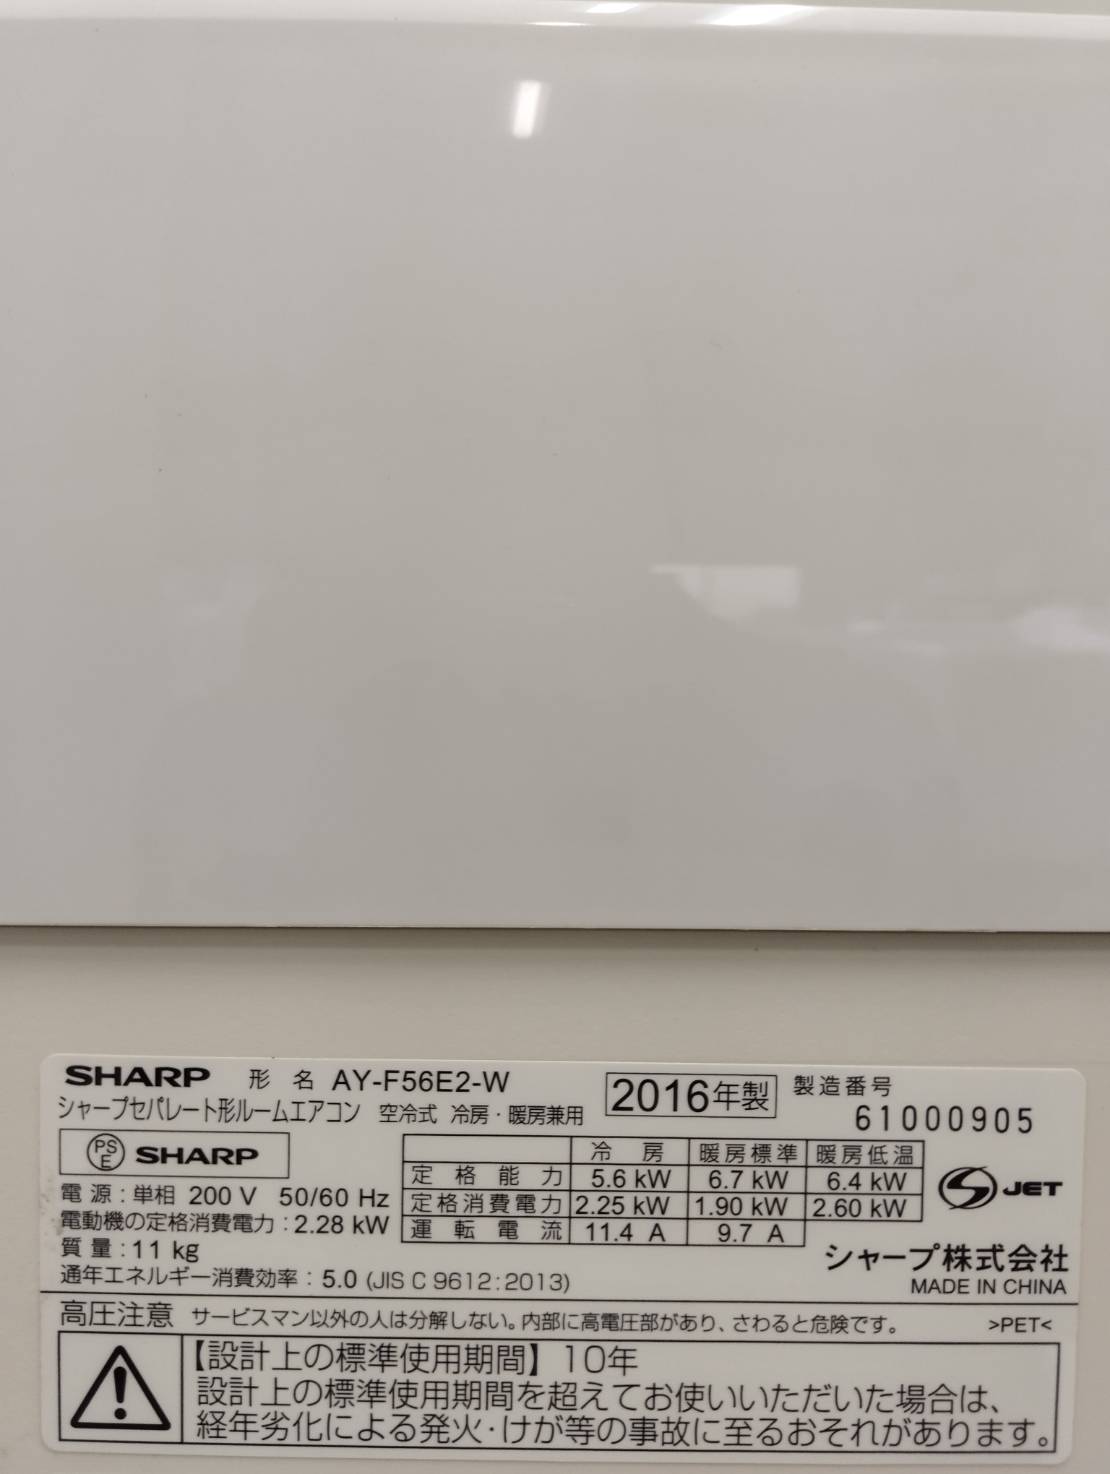 SHARP 形名 AY-F56E2-W 2016年製 製造番号
シャープセパレート形ルームエアコン 空冷式 冷房・暖房兼用 61000905
PSE SHARP
冷房 暖房標準 暖房低温
定格能力 5.6 kW 6.7 kW 6.4 kW
定格消費電力 2.25 kW 1.90 kW 2.60 kW
運転電流 11.4 A 9.7 A
電源:単相 200 V 50/60 Hz
電動機の定格消費電力:2.28 kW
質量:11 kg
通年エネルギー消費効率:5.0 (JIS C 9612:2013)
S JET
シャープ株式会社
MADE IN CHINA
高圧注意 サービスマン以外の人は分解しない。内部に高電圧部があり、さわると危険です。 >PET<
【設計上の標準使用期間】10年
設計上の標準使用期間を超えてお使いいただいた場合は、
経年劣化による発火・けが等の事故に至るおそれがあります。